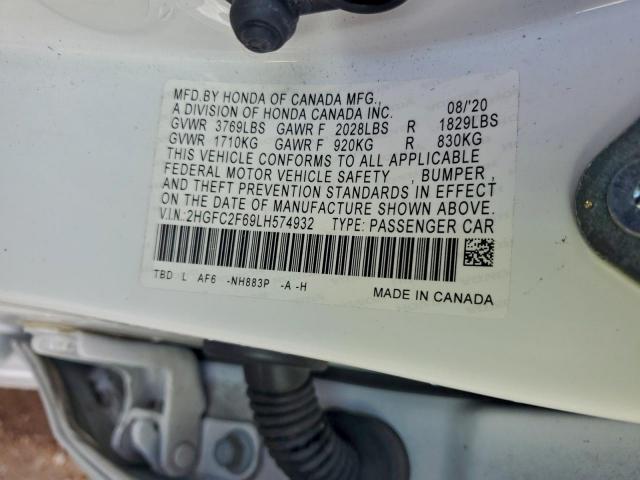 MFD.BY HONDA OF CANADA MFG., 08/'20
A DIVISION OF HONDA CANADA INC.
GVWR 3769LBS GAWR F 2028LBS R 1829LBS
GVWR 1710KG GAWR F 920KG R 830KG
THIS VEHICLE CONFORMS TO ALL APPLICABLE
FEDERAL MOTOR VEHICLE SAFETY , BUMPER ,
AND THEFT PREVENTION STANDARDS IN EFFECT
ON THE DATE OF MANUFACTURE SHOWN ABOVE.
V.I.N.: 2HGFC2F69LH574932 TYPE: PASSENGER CAR
TBD L AF6 -NH883P -A -H
MADE IN CANADA